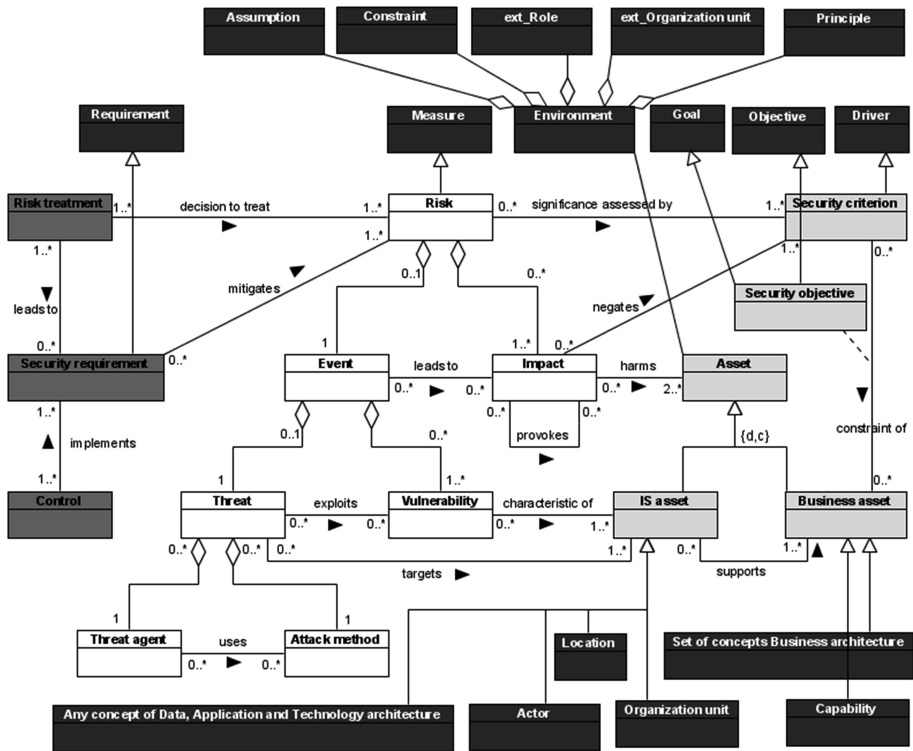 Assumption
Constraint
ext_Role
ext_Organization unit
Principle
Requirement
Measure
Environment
Goal
Objective
Driver
Risk treatment
1..*
decision to treat
1..*
Risk
0..*
significance assessed by
1..*
Security criterion
1..*
1..*
1..*
0..*
leads to
mitigates
0..1
0..*
negates
Security objective
0..*
0..*
1
1..*
0..*
Security requirement
Event
leads to
Impact
harms
Asset
0..*
0..*
0..*
2..*
1..*
0..*
0..*
implements
0..1
0..*
provokes
{d,c}
constraint of
1..*
1
1..*
0..*
Control
Threat
exploits
Vulnerability
characteristic of
IS asset
Business asset
0..*
0..*
0..*
1..*
0..*
0..*
0..*
1..*
0..*
1..*
targets
supports
1
1
Threat agent
uses
Attack method
0..*
0..*
Location
Set of concepts Business architecture
Any concept of Data, Application and Technology architecture
Actor
Organization unit
Capability